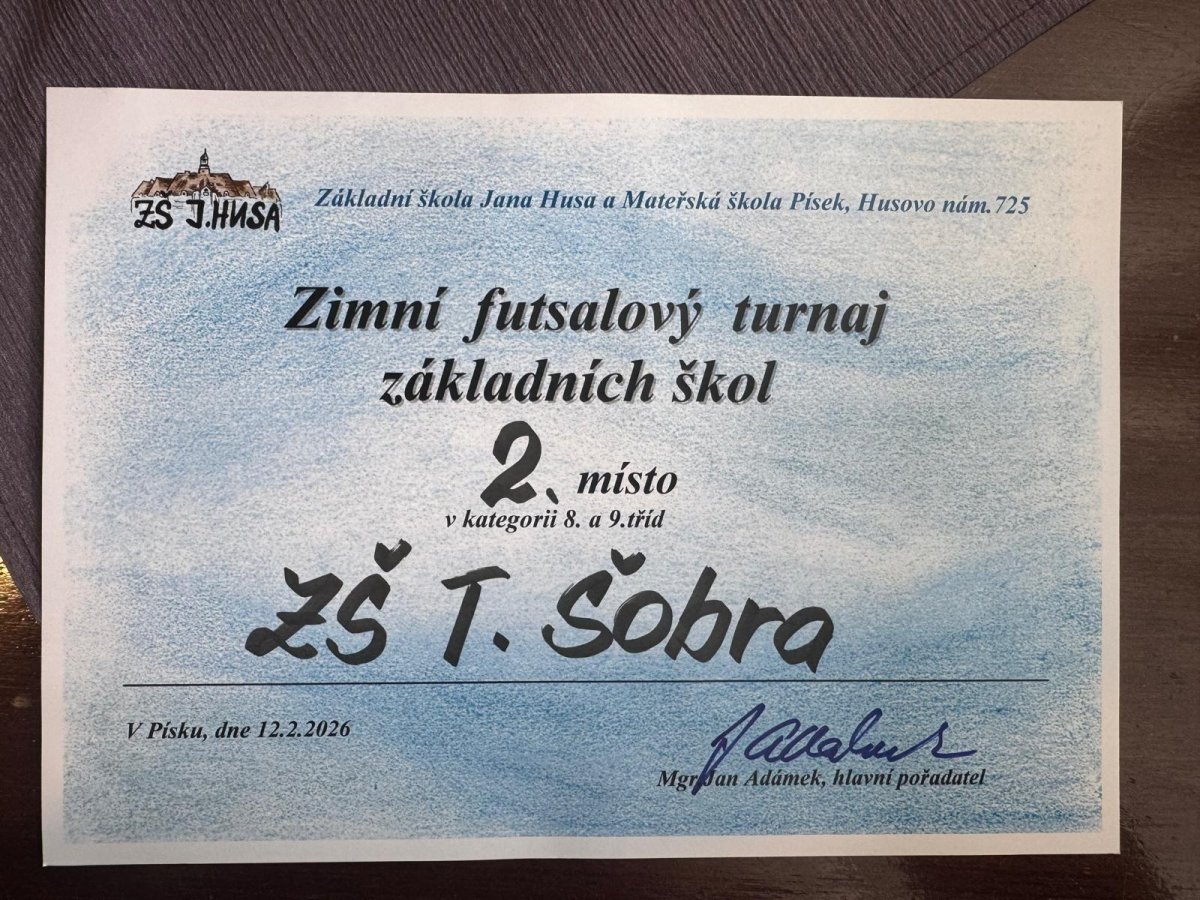 ZŠ J.HUSA
Základní škola Jana Husa a Mateřská škola Písek, Husovo nám.725
Zimní futsalový turnaj
základních škol
2. místo
v kategorii 8. a 9.tříd
ZŠ T. Šobra
V Písku, dne 12.2.2026
Mgr.Jan Adámek, hlavní pořadatel